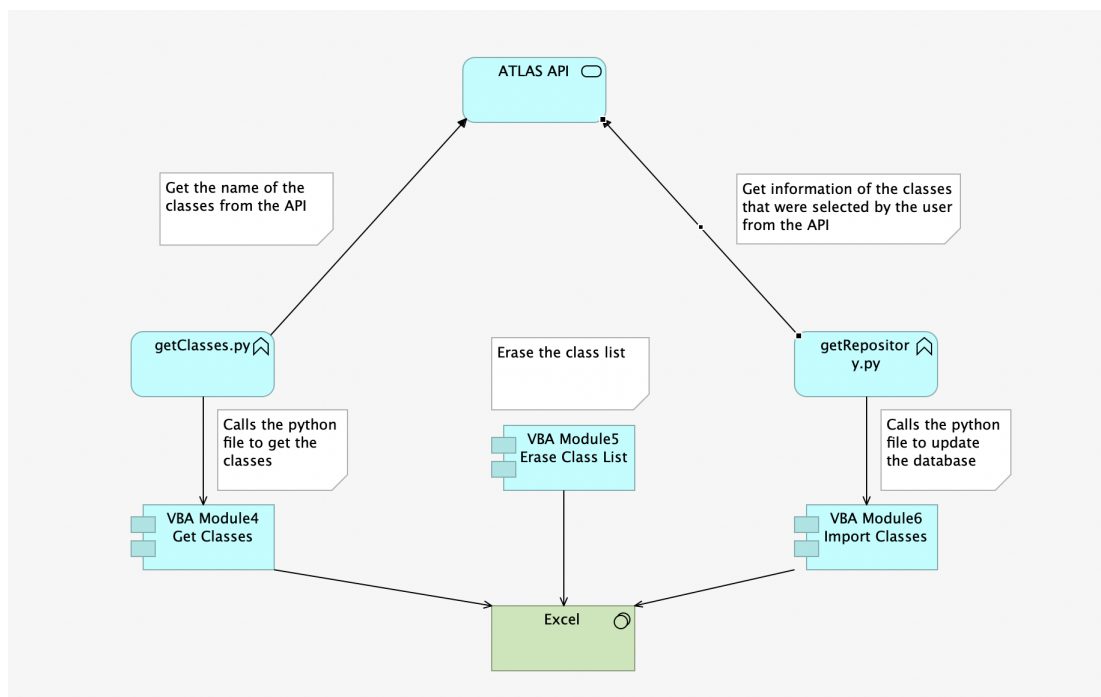 ATLAS API
Get the name of the
classes from the API
Get information of the classes
that were selected by the user
from the API
getClasses.py
Erase the class list
getRepositor
y.py
Calls the python
file to get the
classes
VBA Module5
Erase Class List
Calls the python
file to update
the database
VBA Module4
Get Classes
VBA Module6
Import Classes
Excel